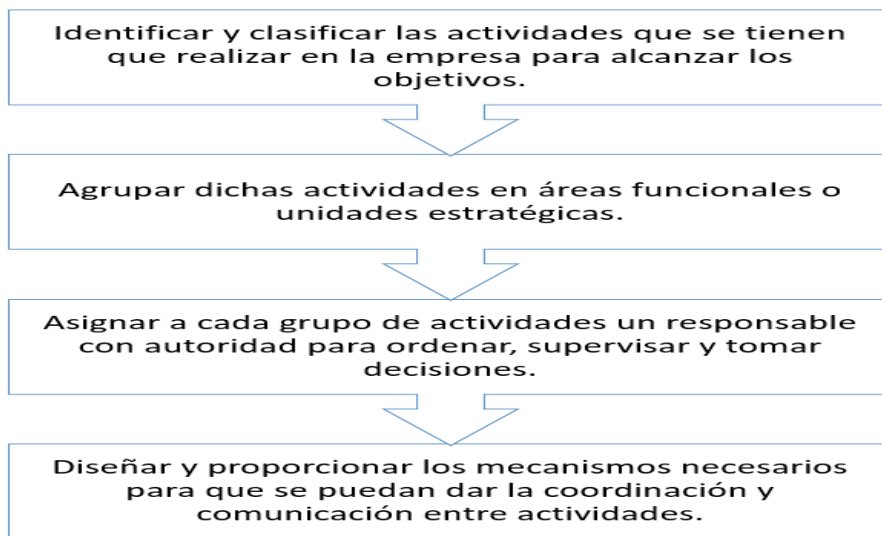 Identificar y clasificar las actividades que se tienen
que realizar en la empresa para alcanzar los
objetivos.
Agrupar dichas actividades en áreas funcionales o
unidades estratégicas.
Asignar a cada grupo de actividades un responsable
con autoridad para ordenar, supervisar y tomar
decisiones.
Diseñar y proporcionar los mecanismos necesarios
para que se puedan dar la coordinación y
comunicación entre actividades.